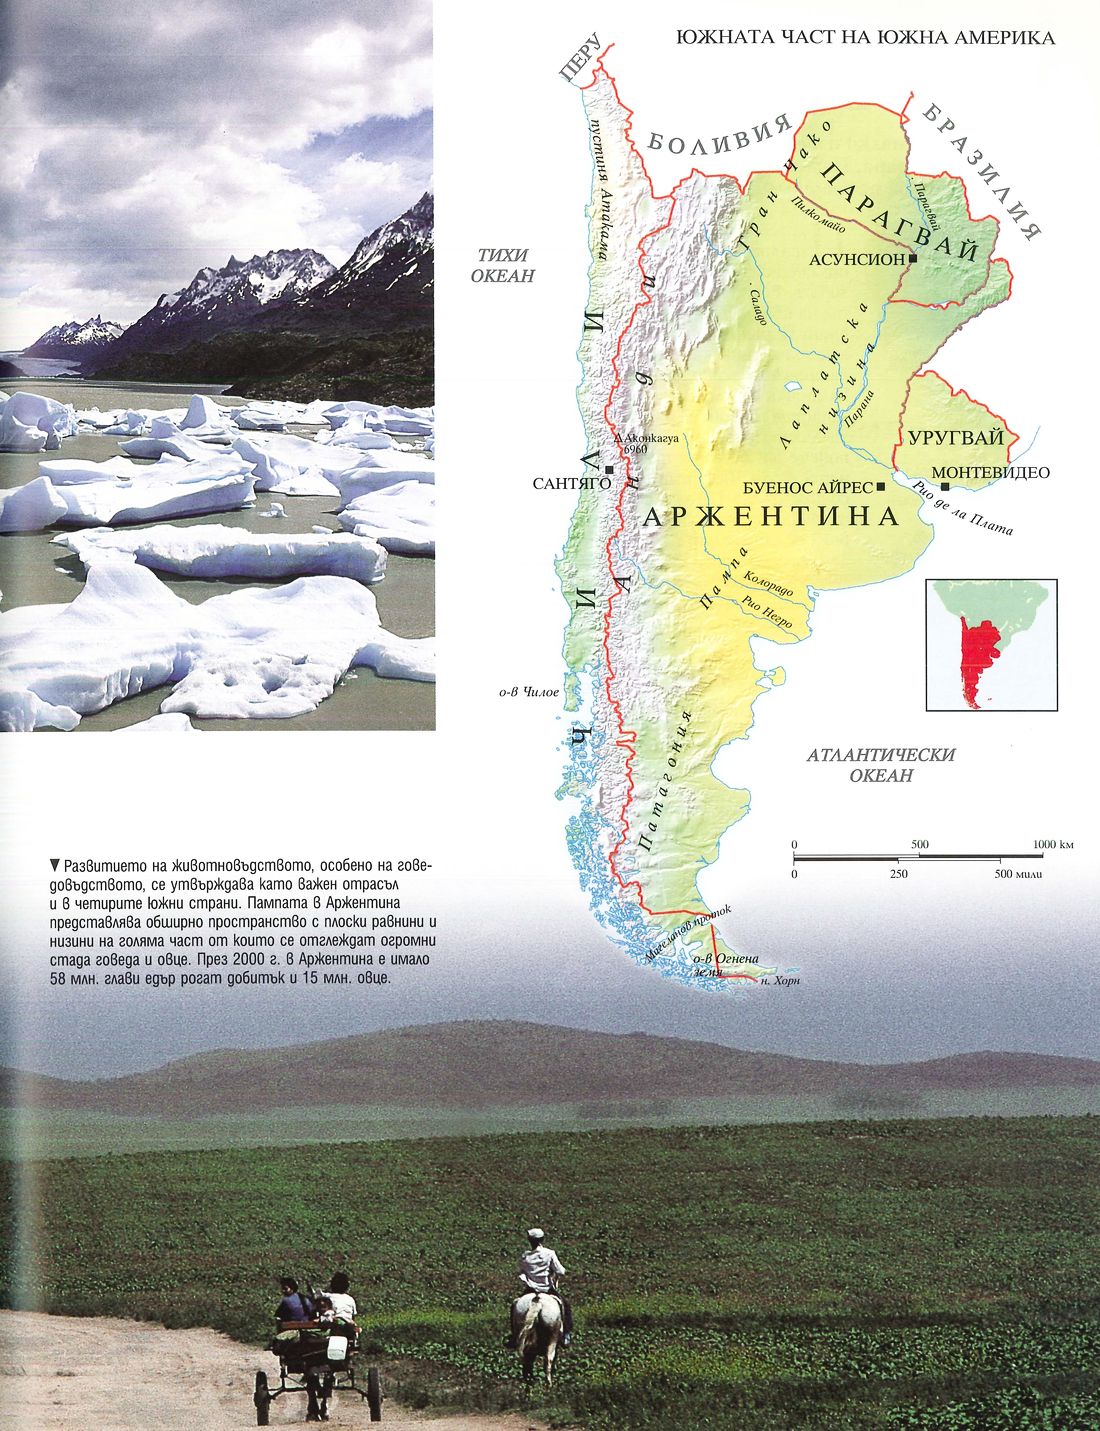 ЮЖНАТА ЧАСТ НА ЮЖНА АМЕРИКА
ПЕРУ
БОЛИВИЯ
БРАЗИЛИЯ
пустиня Атакама
Гран Чако
ПАРАГВАЙ
Парагвай
Пилкомайо
АСУНСИОН
ТИХИ
ОКЕАН
Саладо
Лаплатска
низина
Парана
Анди
ЧИЛИ
Аконкагуа
6960
САНТЯГО
УРУГВАЙ
МОНТЕВИДЕО
БУЕНОС АЙРЕС
Рио де ла Плата
АРЖЕНТИНА
Пампа
Колорадо
Рио Негро
о-в Чилое
Патагония
АТЛАНТИЧЕСКИ
ОКЕАН
0 500 1000 km
0 250 500 мили
Магеланов проток
о-в Огнена
земя
н. Хорн
▼ Развитието на животновъдството, особено на гове-
довъдството, се утвърждава като важен отрасъл
и в четирите южни страни. Пампата в Аржентина
представлява обширно пространство с плоски равнини и
низини на голяма част от които се отглеждат огромни
стада говеда и овце. През 2000 г. в Аржентина е имало
58 млн. глави едър рогат добитък и 15 млн. овце.